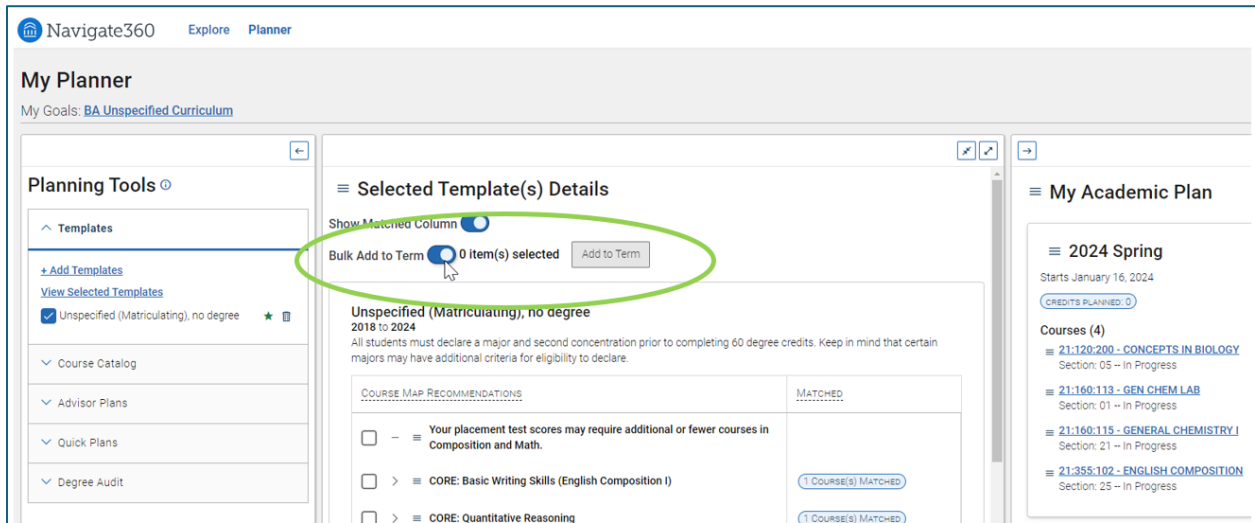 Navigate360
Explore
Planner
My Planner
My Goals: BA Unspecified Curriculum
Planning Tools
Templates
+ Add Templates
View Selected Templates
Unspecified (Matriculating), no degree
Course Catalog
Advisor Plans
Quick Plans
Degree Audit
Selected Template(s) Details
Show Matched Column
Bulk Add to Term
0 item(s) selected
Add to Term
Unspecified (Matriculating), no degree
2018 to 2024
All students must declare a major and second concentration prior to completing 60 degree credits. Keep in mind that certain
majors may have additional criteria for eligibility to declare.
COURSE MAP RECOMMENDATIONS
MATCHED
Your placement test scores may require additional or fewer courses in
Composition and Math.
CORE: Basic Writing Skills (English Composition I)
1 COURSE(S) MATCHED
CORE: Quantitative Reasoning
1 COURSE(S) MATCHED
My Academic Plan
2024 Spring
Starts January 16, 2024
CREDITS PLANNED: 0
Courses (4)
21:120:200 - CONCEPTS IN BIOLOGY
Section: 05 -- In Progress
21:160:113 - GEN CHEM LAB
Section: 01 -- In Progress
21:160:115 - GENERAL CHEMISTRY I
Section: 21 -- In Progress
21:355:102 - ENGLISH COMPOSITION
Section: 25 -- In Progress